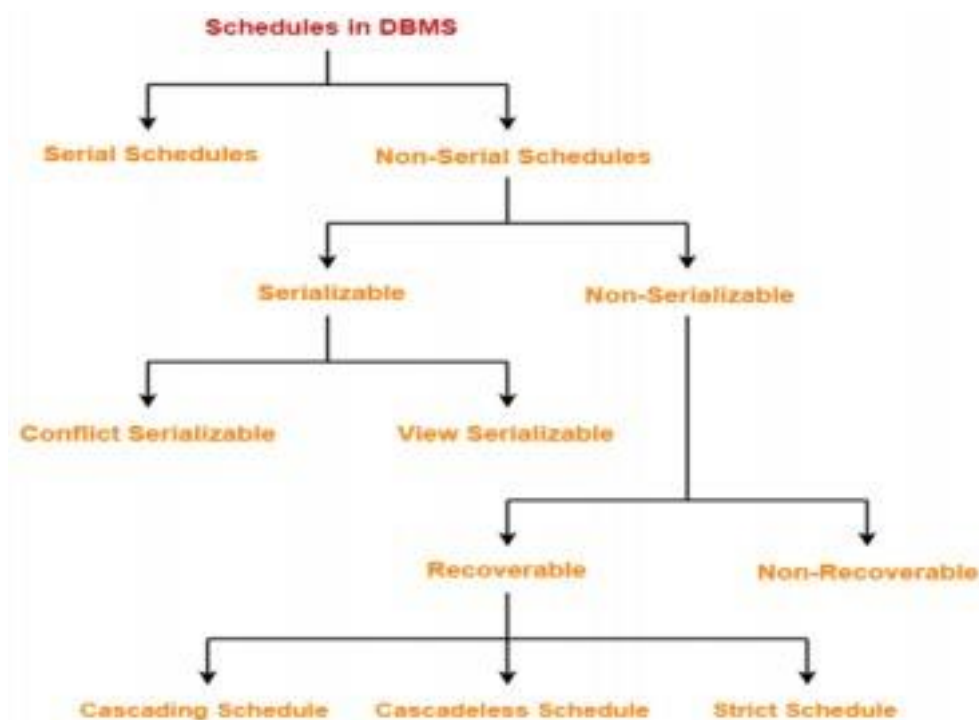 Schedules in DBMS
Serial Schedules
Non-Serial Schedules
Serializable
Non-Serializable
Conflict Serializable
View Serializable
Recoverable
Non-Recoverable
Cascading Schedule
Cascadeless Schedule
Strict Schedule